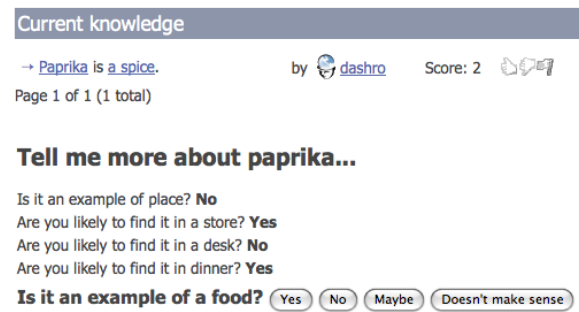 Current knowledge
→ Paprika is a spice. by dashro Score: 2
Page 1 of 1 (1 total)
Tell me more about paprika...
Is it an example of place? No
Are you likely to find it in a store? Yes
Are you likely to find it in a desk? No
Are you likely to find it in dinner? Yes
Is it an example of a food? Yes No Maybe Doesn't make sense